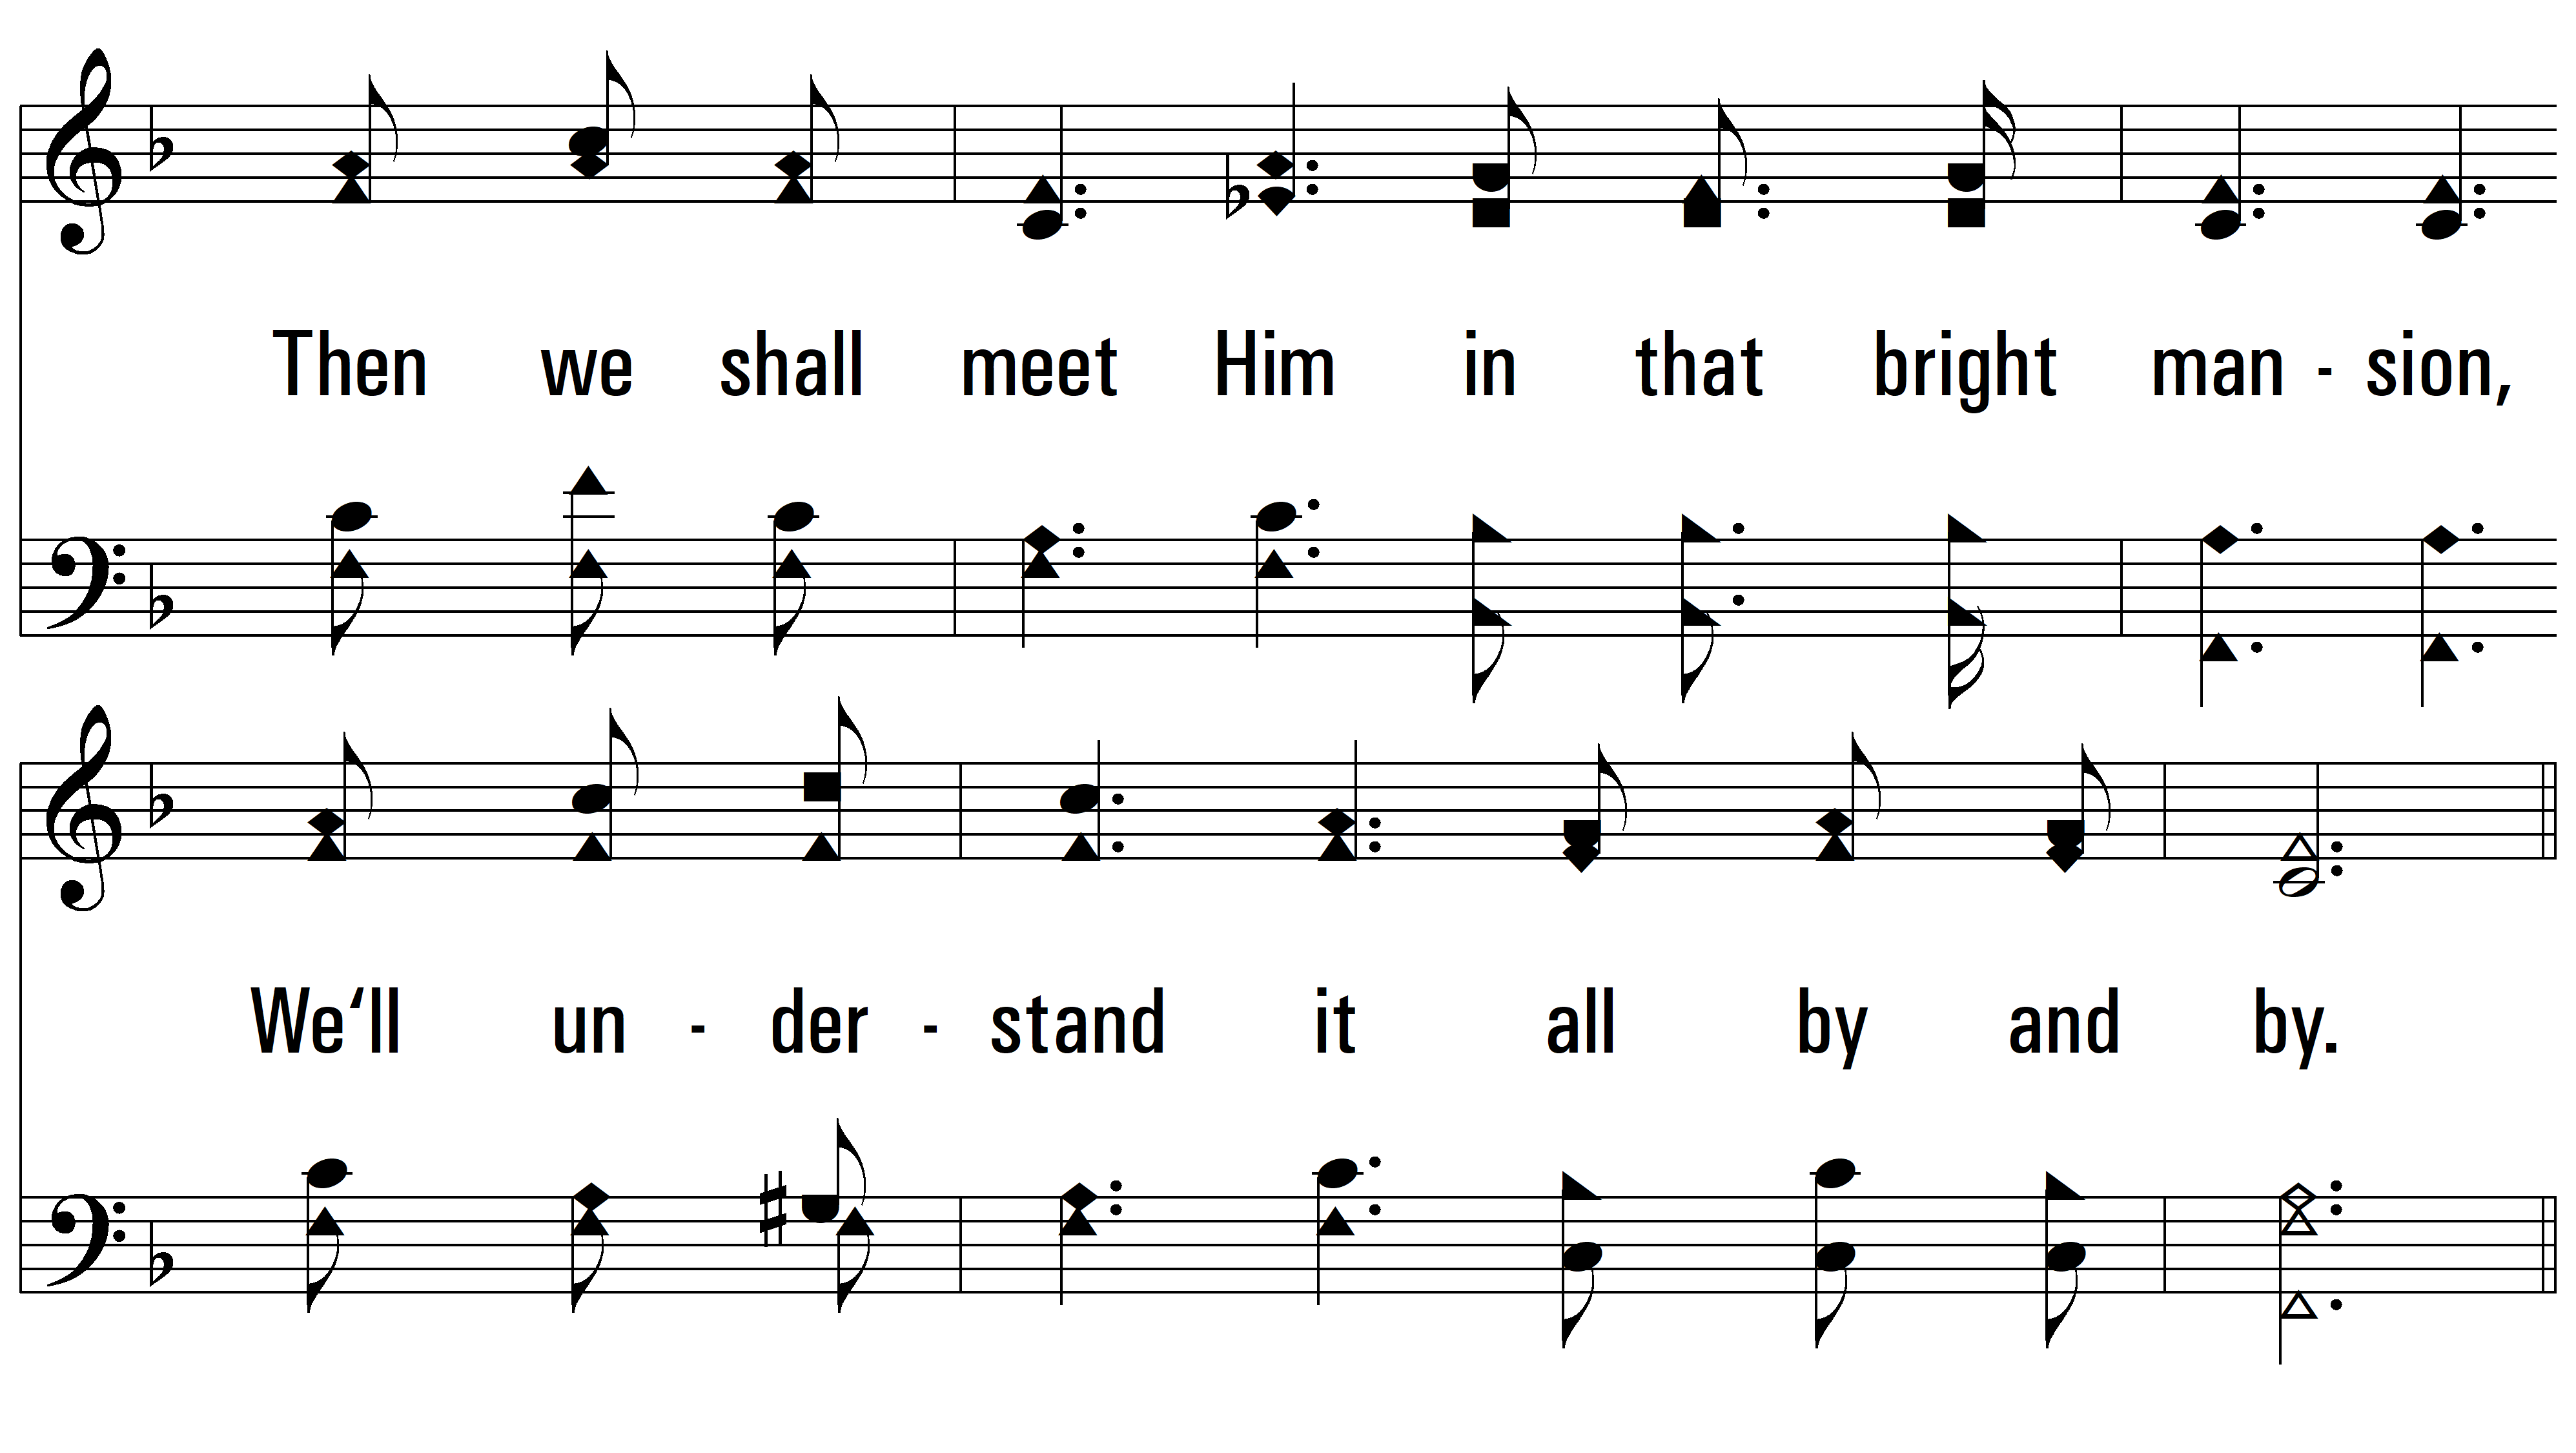 Then we shall meet Him in that bright man - sion,
We‘ll un - der - stand it all by and by.